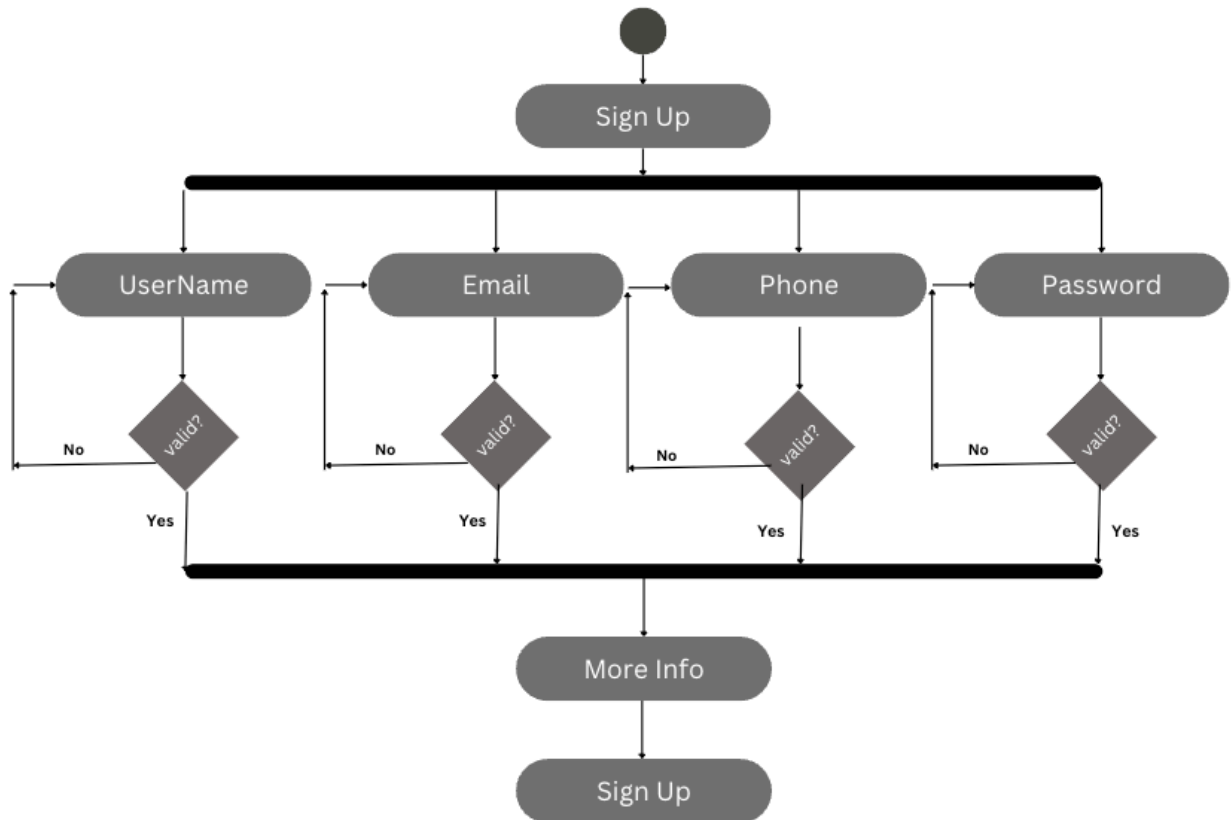 Sign Up
UserName
Email
Phone
Password
valid?
valid?
valid?
valid?
No
No
No
No
Yes
Yes
Yes
Yes
More Info
Sign Up